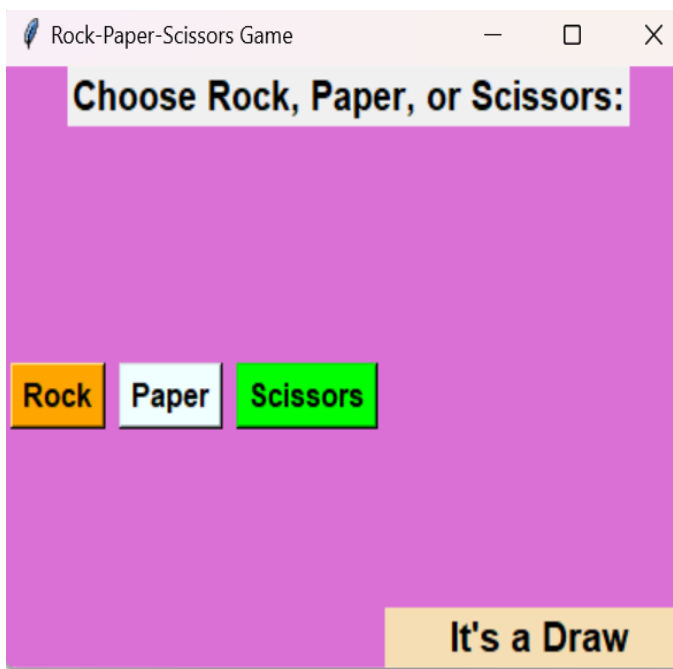 Rock-Paper-Scissors Game
Choose Rock, Paper, or Scissors:
Rock Paper Scissors
It's a Draw